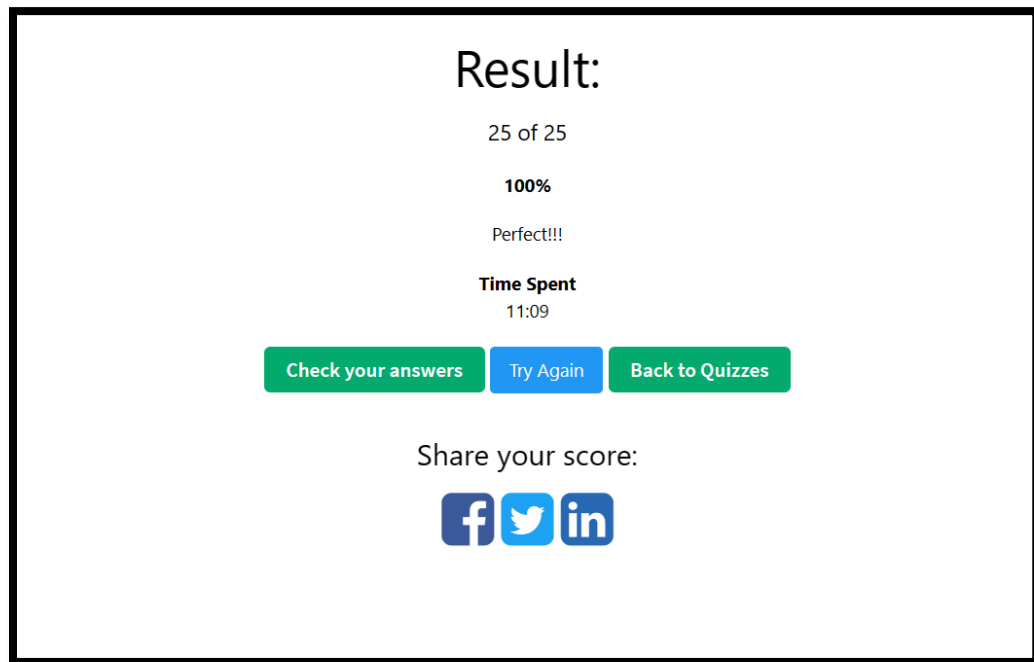 Result:
25 of 25
100%
Perfect!!!
Time Spent
11:09
Check your answers Try Again Back to Quizzes
Share your score:
f in